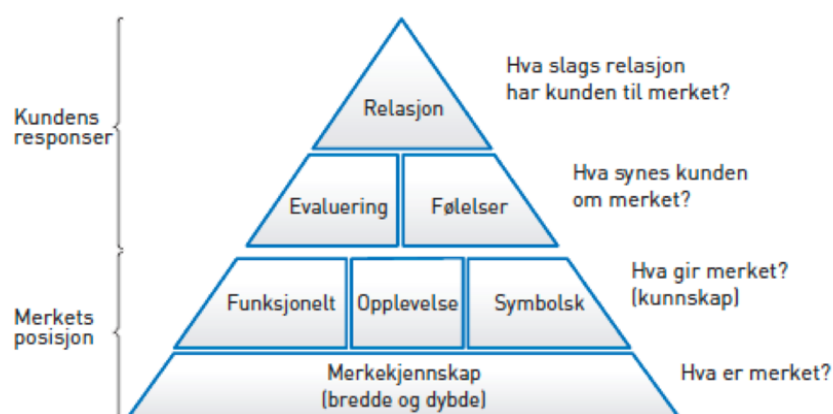 Kundens
responser
Relasjon
Hva slags relasjon
har kunden til merket?
Evaluering
Følelser
Hva synes kunden
om merket?
Merkets
posisjon
Funksjonelt
Opplevelse
Symbolsk
Hva gir merket?
(kunnskap)
Merkekjennskap
(bredde og dybde)
Hva er merket?